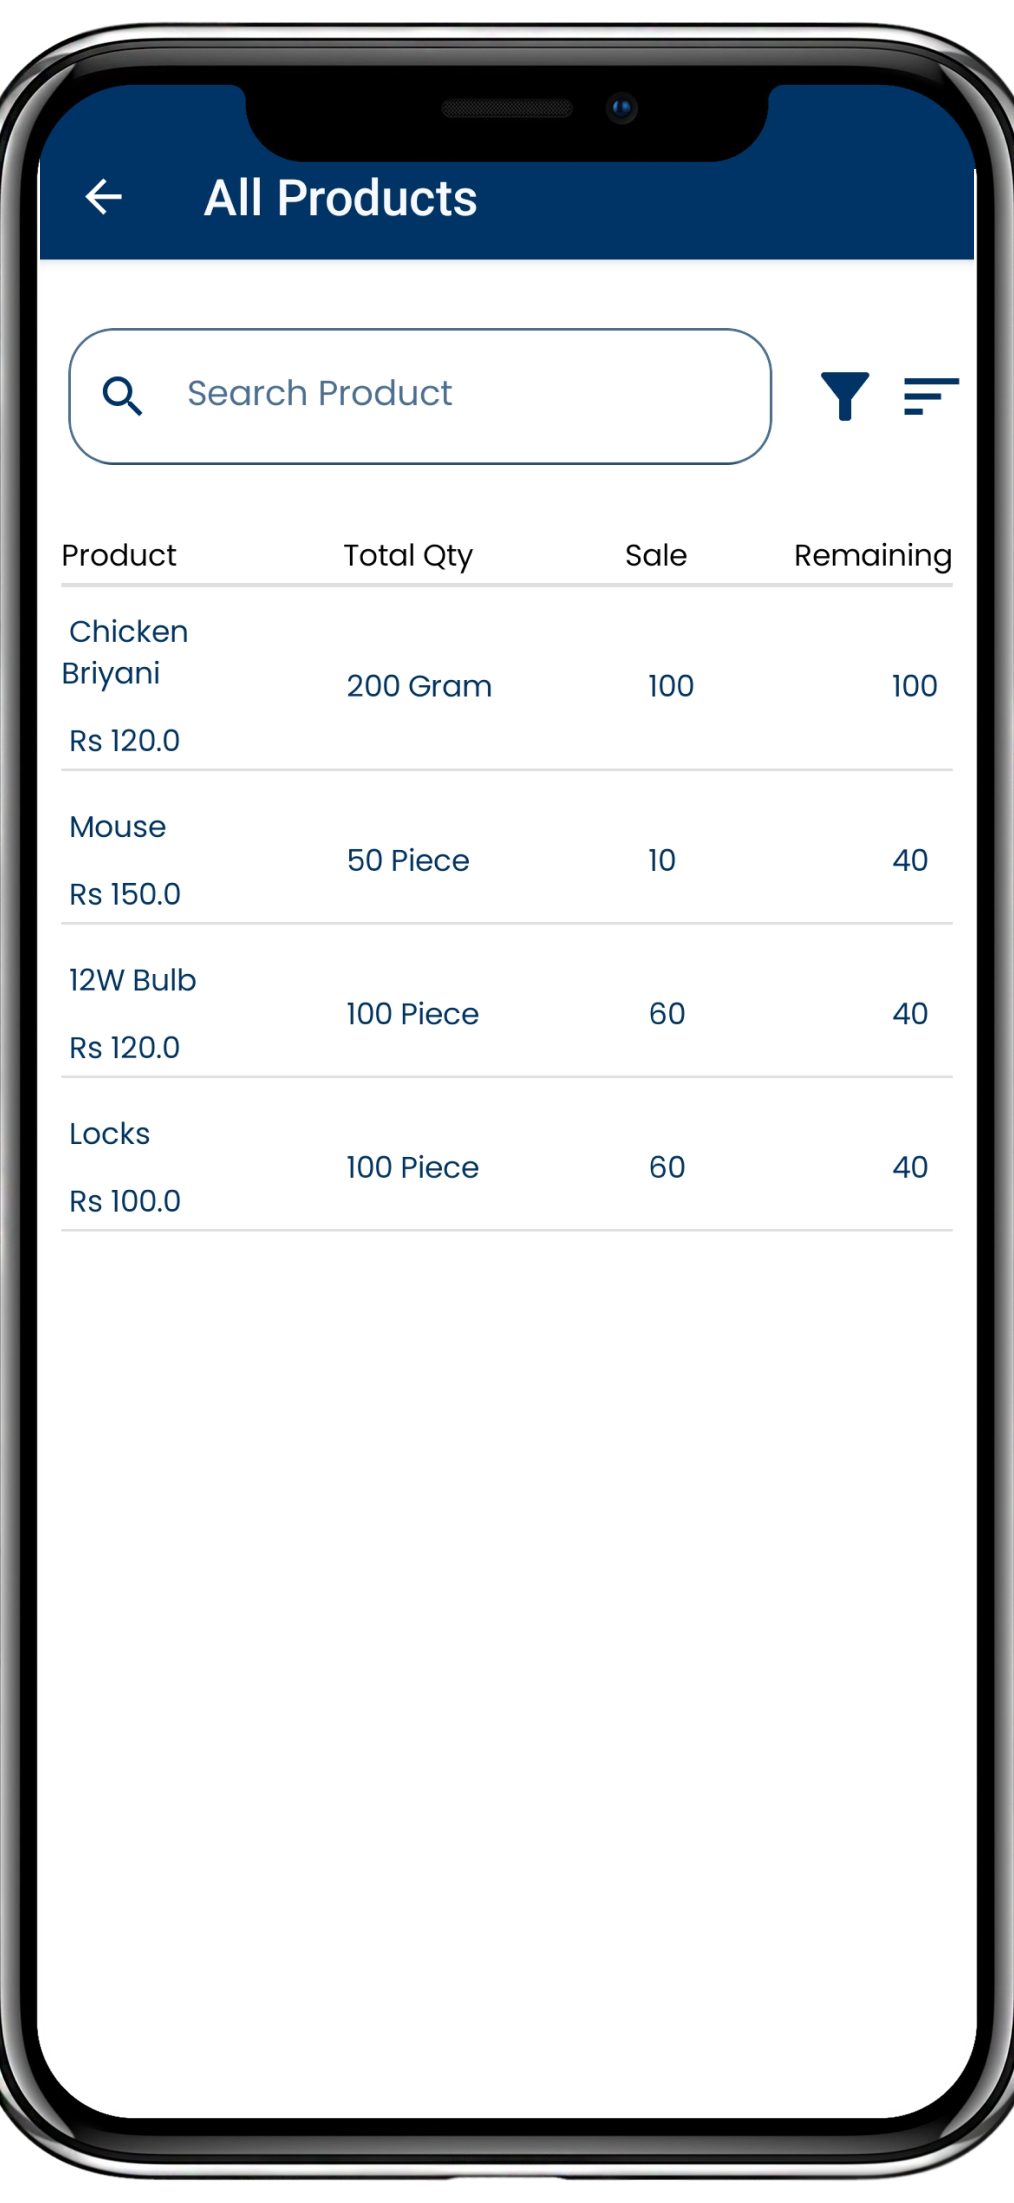 All Products
Search Product
Product Total Qty Sale Remaining
Chicken
Briyani
200 Gram 100 100
Rs 120.0
Mouse
50 Piece 10 40
Rs 150.0
12W Bulb
100 Piece 60 40
Rs 120.0
Locks
100 Piece 60 40
Rs 100.0